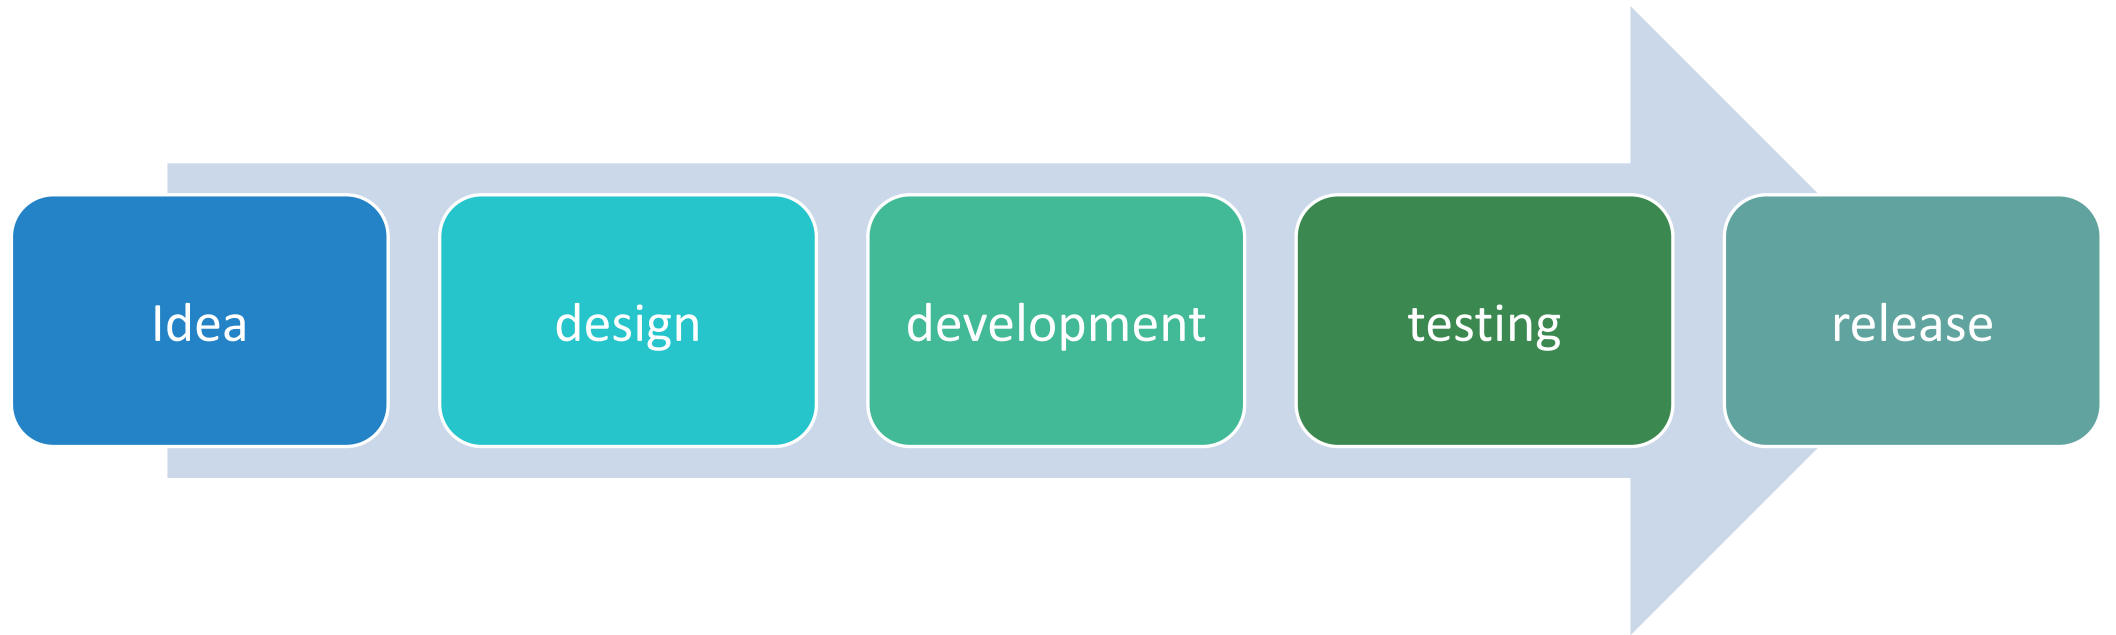 Idea
design
development
testing
release